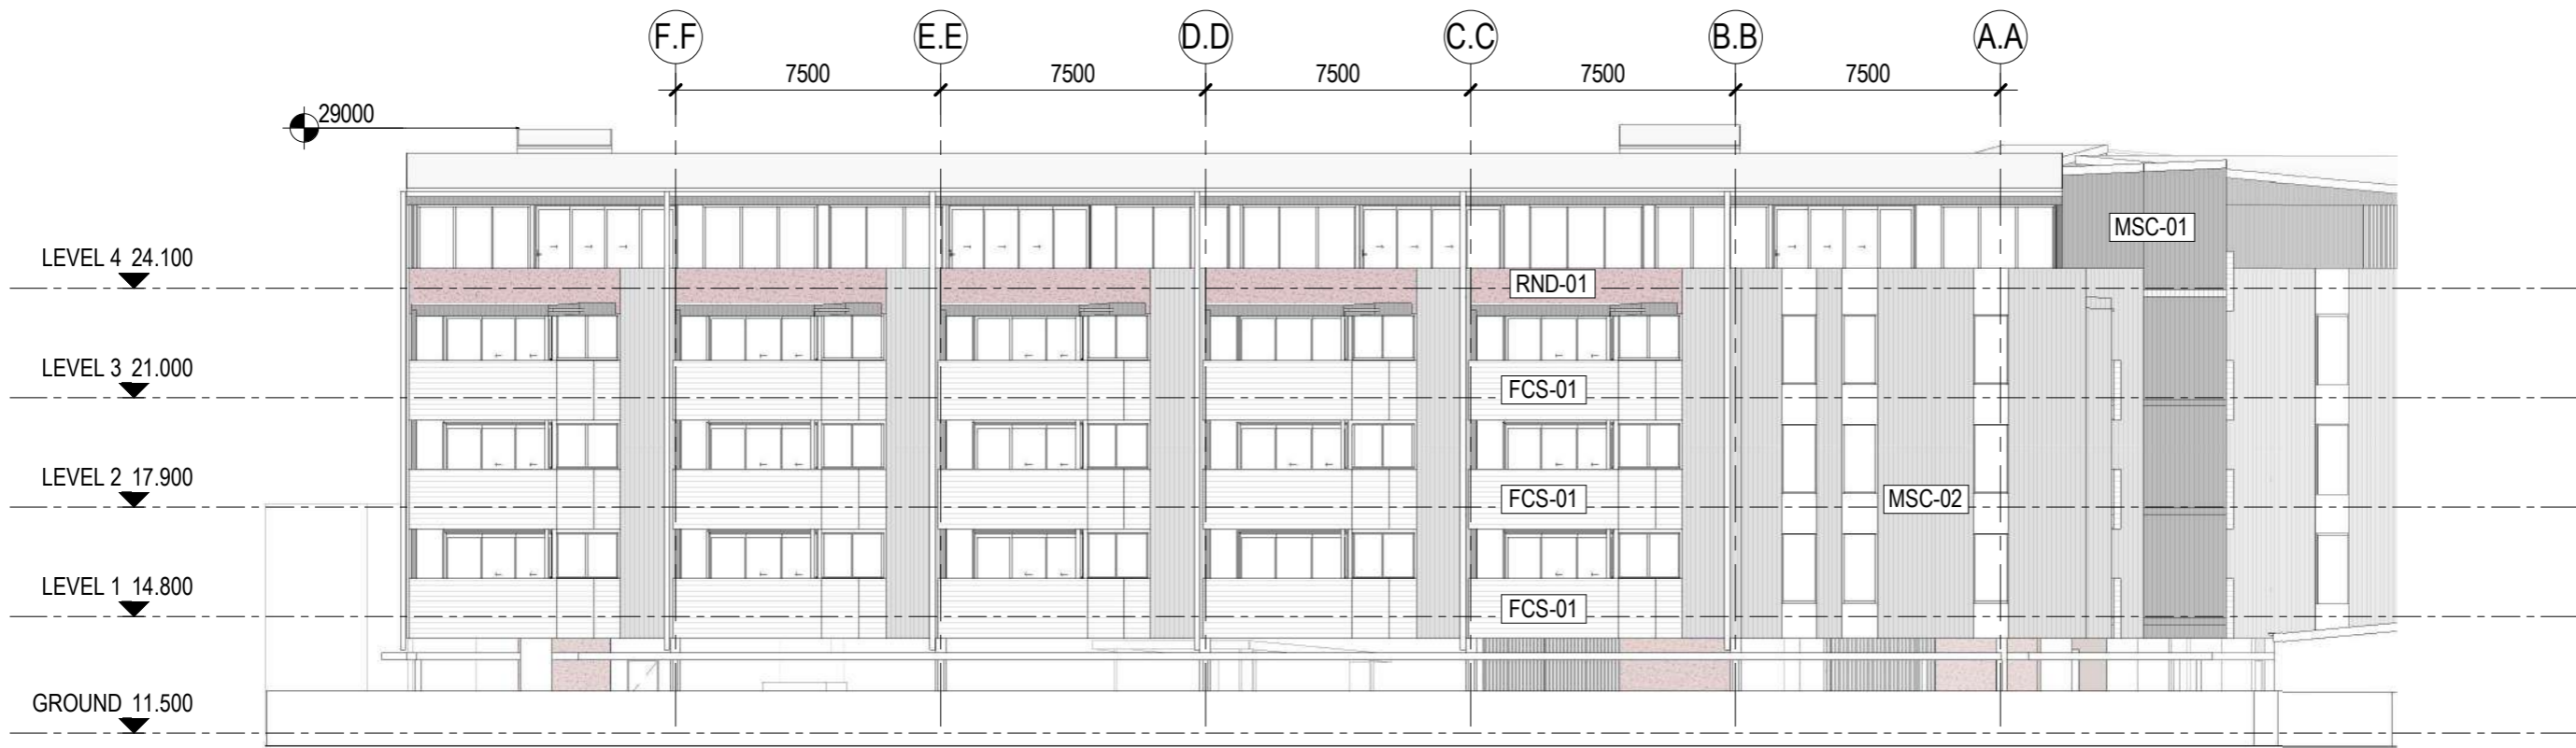 F.F E.E D.D C.C B.B A.A
7500 7500 7500 7500 7500
29000
MSC-01
LEVEL 4 24.100
RND-01
LEVEL 3 21.000
FCS-01
LEVEL 2 17.900
FCS-01 MSC-02
LEVEL 1 14.800
FCS-01
GROUND 11.500